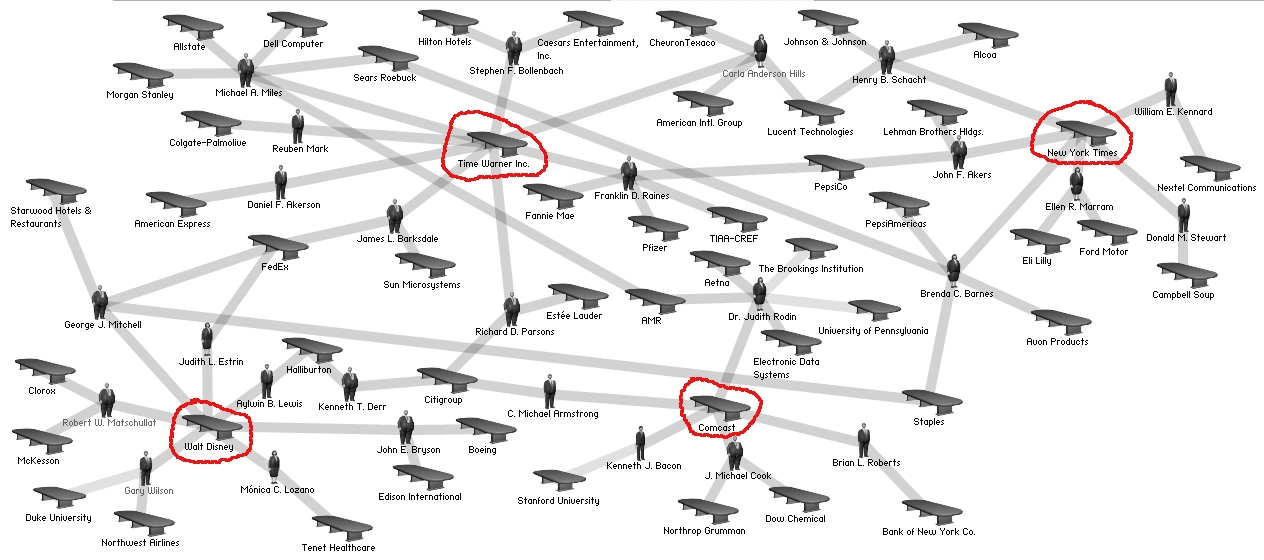 Allstate
Dell Computer
Hilton Hotels
Caesars Entertainment,
Inc.
ChevronTexaco
Johnson & Johnson
Alcoa
Morgan Stanley
Michael A. Miles
Sears Roebuck
Stephen F. Bollenbach
Carla Anderson Hills
Henry B. Schacht
William E. Kennard
Colgate-Palmolive
Reuben Mark
Time Warner Inc.
American Intl. Group
Lucent Technologies
Lehman Brothers Hldgs.
New York Times
Starwood Hotels &
Restaurants
American Express
Daniel F. Akerson
Fannie Mae
Franklin D. Raines
PepsiCo
John F. Akers
Nextel Communications
FedEx
James L. Barksdale
Pfizer
TIAA-CREF
PepsiAmericas
Ellen R. Marram
Eli Lilly
Ford Motor
Donald M. Stewart
Sun Microsystems
Aetna
The Brookings Institution
Brenda C. Barnes
Campbell Soup
George J. Mitchell
Judith L. Estrin
Richard D. Parsons
Estée Lauder
AMR
Dr. Judith Rodin
University of Pennsylvania
Avon Products
Electronic Data
Systems
Clorox
Halliburton
Aylwin B. Lewis
Kenneth T. Derr
Citigroup
C. Michael Armstrong
Comcast
Staples
Robert W. Matschullat
Walt Disney
John E. Bryson
Boeing
McKesson
Kenneth J. Bacon
J. Michael Cook
Brian L. Roberts
Gary Wilson
Mónica C. Lozano
Edison International
Stanford University
Duke University
Northwest Airlines
Tenet Healthcare
Northrop Grumman
Dow Chemical
Bank of New York Co.